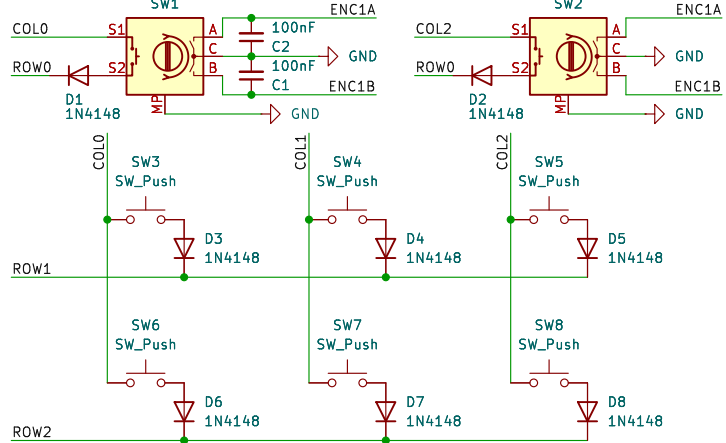 SW1
COL0
S1
A
100nF
C2
ENC1A
C
GND
100nF
C1
ROW0
S2
B
ENC1B
D1
1N4148
MP
GND
SW2
COL2
S1
A
ENC1A
C
GND
ROW0
S2
B
ENC1B
D2
1N4148
MP
GND
COL0
COL1
COL2
SW3
SW_Push
SW4
SW_Push
SW5
SW_Push
D3
1N4148
D4
1N4148
D5
1N4148
ROW1
SW6
SW_Push
SW7
SW_Push
SW8
SW_Push
D6
1N4148
D7
1N4148
D8
1N4148
ROW2